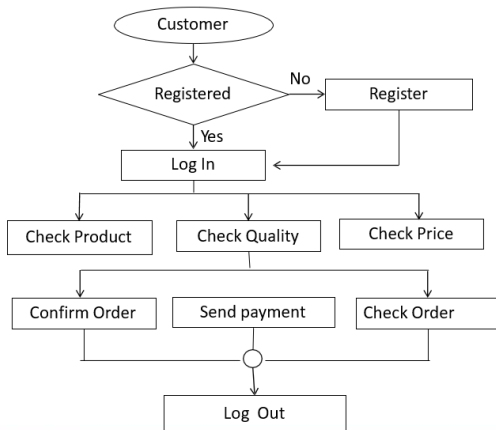 Customer
Registered
No
Register
Yes
Log In
Check Product
Check Quality
Check Price
Confirm Order
Send payment
Check Order
Log Out